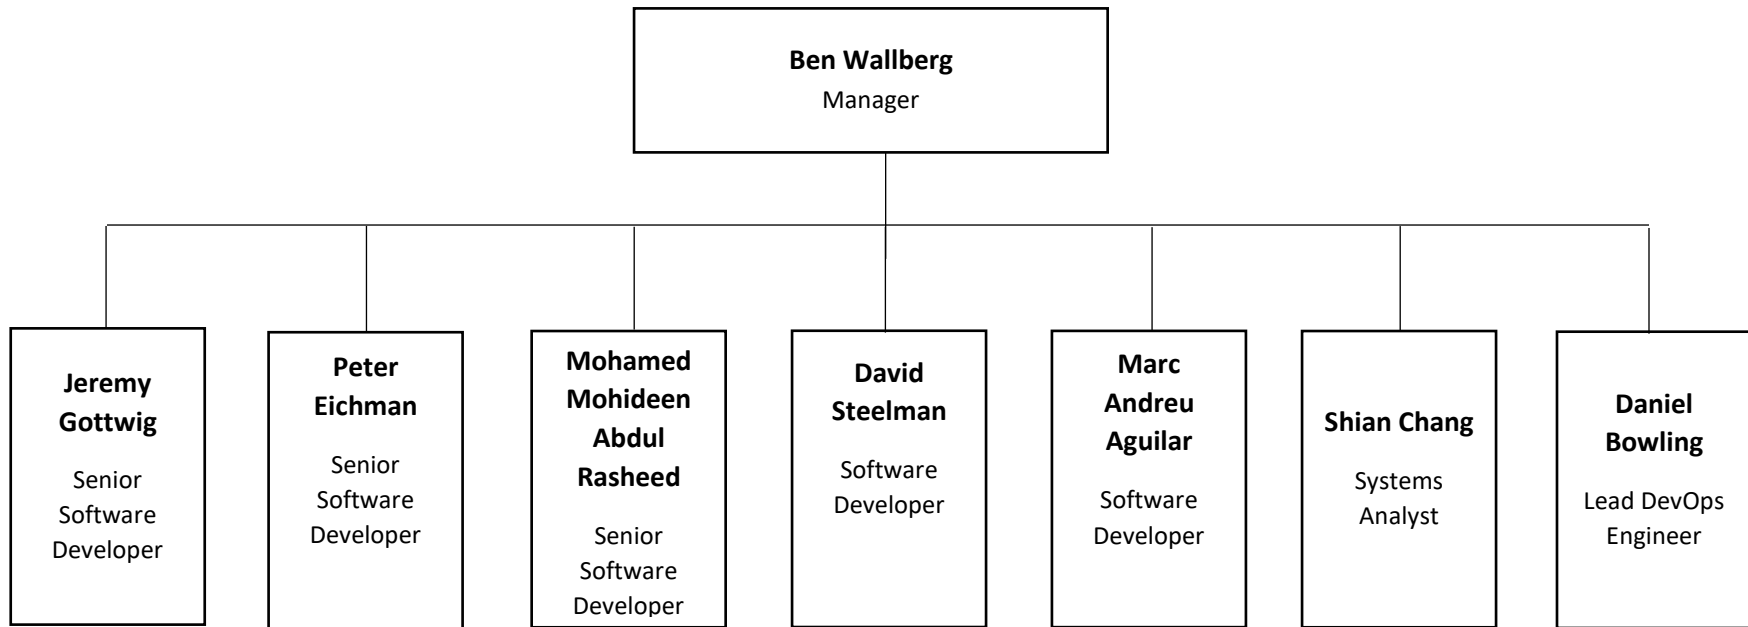 Ben Wallberg
Manager
Jeremy
Gottwig
Senior
Software
Developer
Peter
Eichman
Senior
Software
Developer
Mohamed
Mohideen
Abdul
Rasheed
Senior
Software
Developer
David
Steelman
Software
Developer
Marc
Andreu
Aguilar
Software
Developer
Shian Chang
Systems
Analyst
Daniel
Bowling
Lead DevOps
Engineer